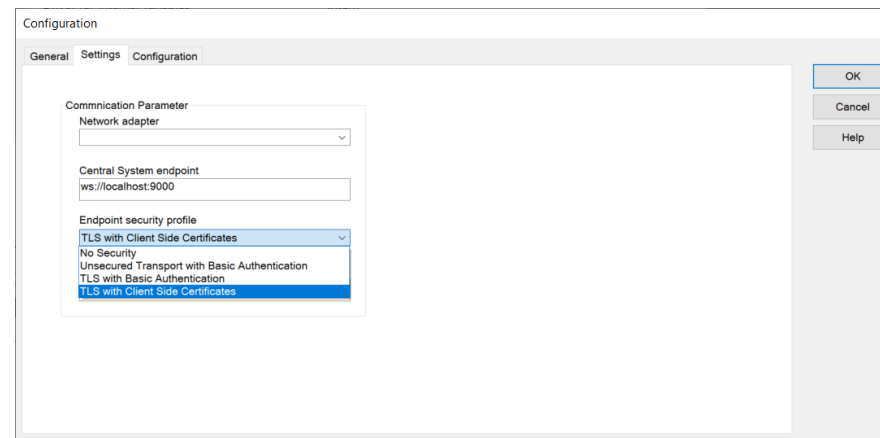 Configuration
General Settings Configuration
OK
Cancel
Help
Commnication Parameter
Network adapter
Central System endpoint
ws://localhost:9000
Endpoint security profile
TLS with Client Side Certificates
No Security
Unsecured Transport with Basic Authentication
TLS with Basic Authentication
TLS with Client Side Certificates